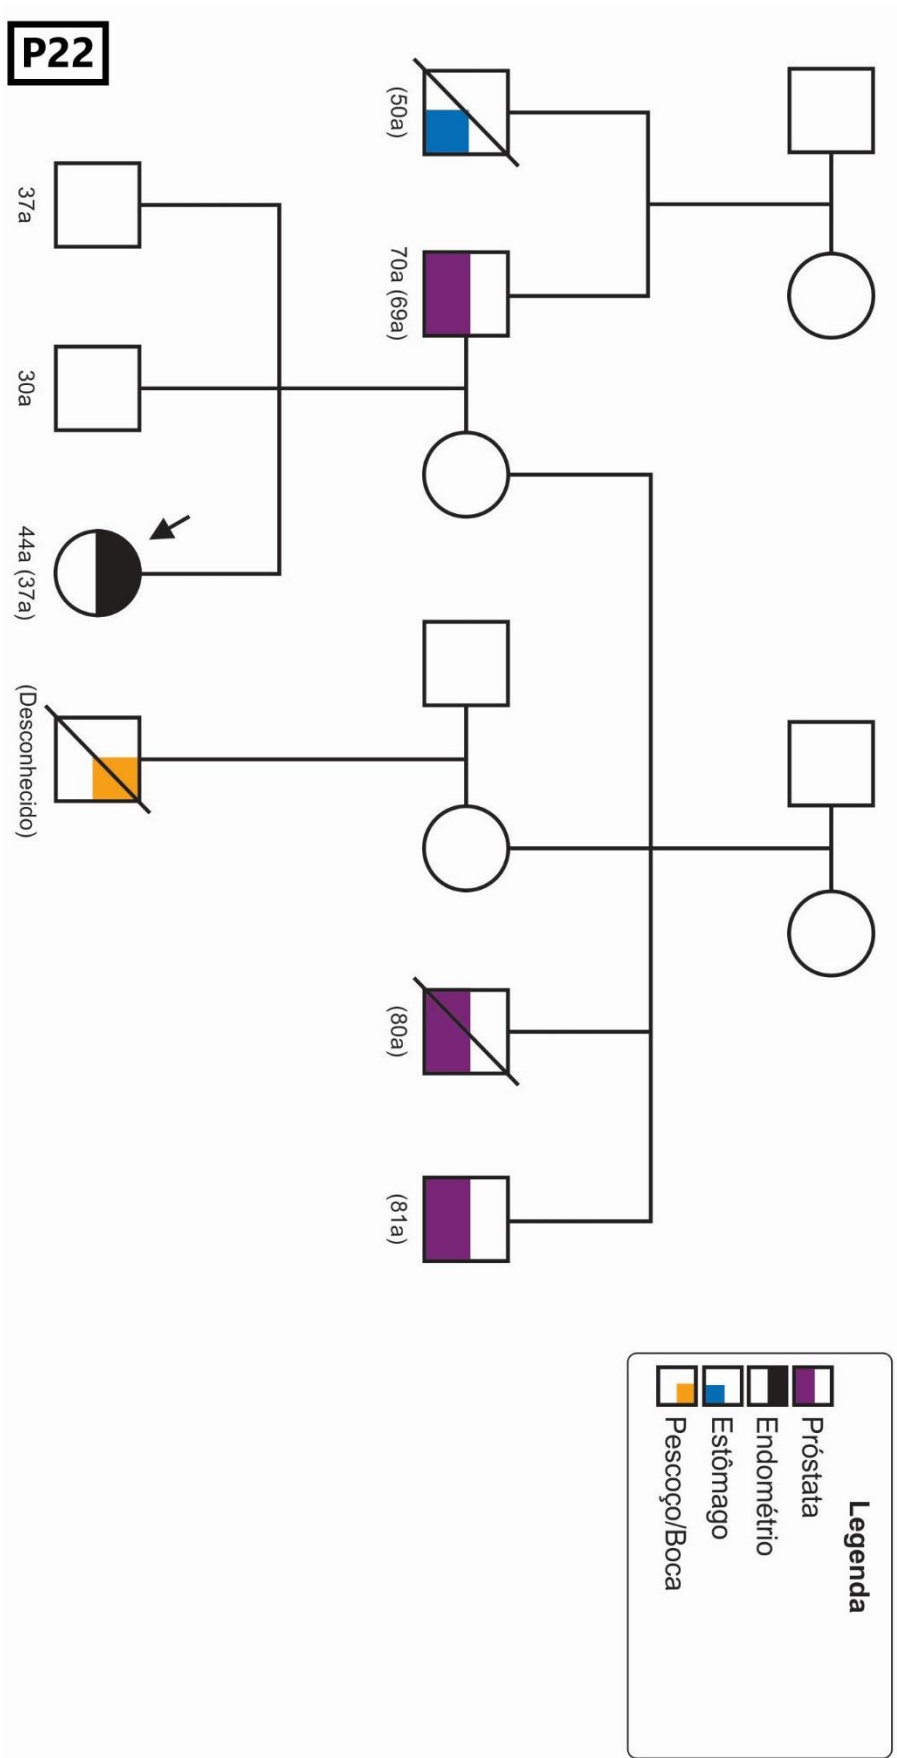 P22
(50a)
70a (69a)
(80a)
(81a)
37a
30a
44a (37a)
(Desconhecido)
Legenda
Próstata
Endométrio
Estômago
Pescoço/Boca